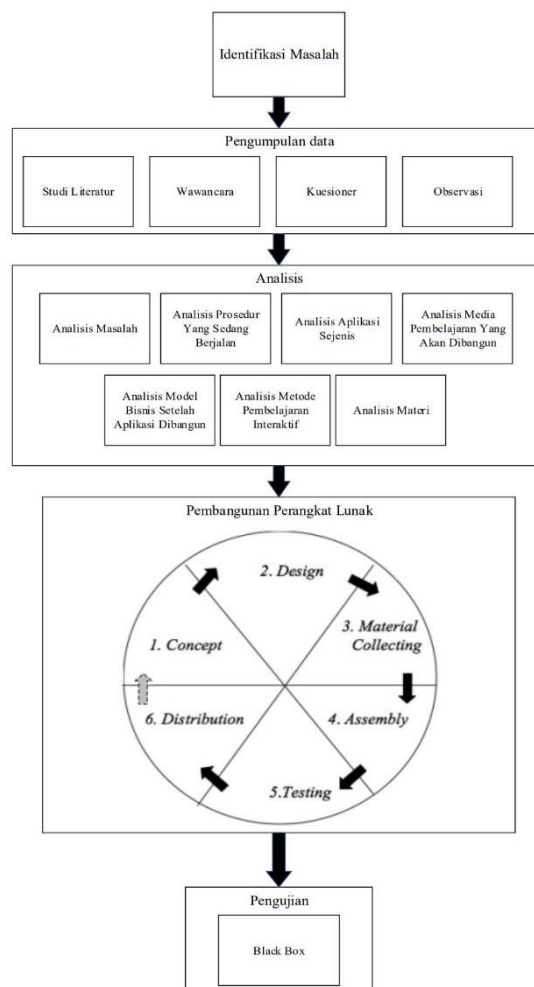 Identifikasi Masalah
Pengumpulan data
Studi Literatur
Wawancara
Kuesioner
Observasi
Analisis
Analisis Masalah
Analisis Prosedur
Yang Sedang
Berjalan
Analisis Aplikasi
Sejenis
Analisis Media
Pembelajaran Yang
Akan Dibangun
Analisis Model
Bisnis Setelah
Aplikasi Dibangun
Analisis Metode
Pembelajaran
Interaktif
Analisis Materi
Pembangunan Perangkat Lunak
1. Concept
2. Design
3. Material
Collecting
4. Assembly
5.Testing
6. Distribution
Pengujian
Black Box